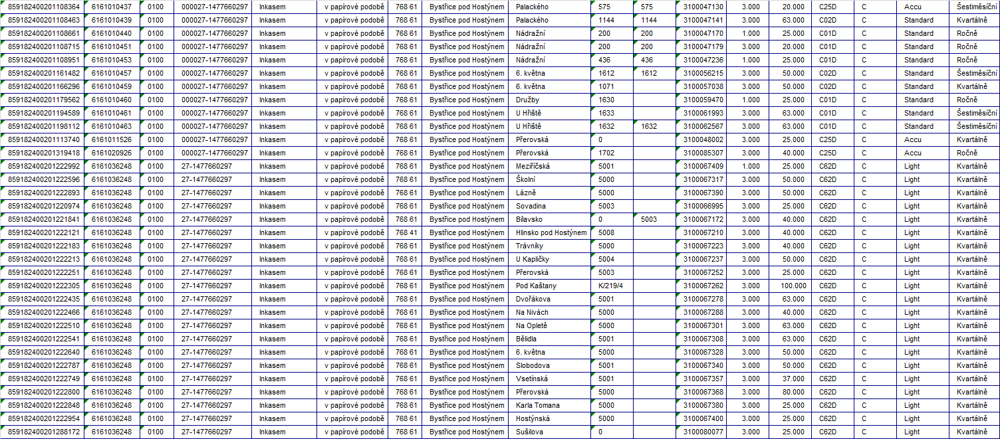 859182400201108364 6161010437 0100 000027-1477660297 Inkasem v papírové podobě 768 61 Bystřice pod Hostýnem Palackého 575 575 3100047130 3.000 20.000 C25D C Accu Šestiměsíční
859182400201108463 6161010439 0100 000027-1477660297 Inkasem v papírové podobě 768 61 Bystřice pod Hostýnem Palackého 1144 1144 3100047141 3.000 63.000 C02D C Standard Kvartálně
859182400201108661 6161010440 0100 000027-1477660297 Inkasem v papírové podobě 768 61 Bystřice pod Hostýnem Nádražní 200 200 3100047170 1.000 25.000 C01D C Standard Ročně
859182400201108715 6161010451 0100 000027-1477660297 Inkasem v papírové podobě 768 61 Bystřice pod Hostýnem Nádražní 200 200 3100047179 3.000 20.000 C01D C Standard Ročně
859182400201108951 6161010453 0100 000027-1477660297 Inkasem v papírové podobě 768 61 Bystřice pod Hostýnem Nádražní 436 436 3100047236 1.000 25.000 C01D C Standard Ročně
859182400201161482 6161010457 0100 000027-1477660297 Inkasem v papírové podobě 768 61 Bystřice pod Hostýnem 6. května 1612 1612 3100056215 3.000 50.000 C02D C Standard Šestiměsíční
859182400201166296 6161010459 0100 000027-1477660297 Inkasem v papírové podobě 768 61 Bystřice pod Hostýnem 6. května 1071 3100057038 3.000 50.000 C02D C Standard Kvartálně
859182400201179562 6161010460 0100 000027-1477660297 Inkasem v papírové podobě 768 61 Bystřice pod Hostýnem Družby 1630 3100059470 1.000 25.000 C01D C Standard Ročně
859182400201194589 6161010461 0100 000027-1477660297 Inkasem v papírové podobě 768 61 Bystřice pod Hostýnem U Hřiště 1633 3100061993 3.000 63.000 C01D C Standard Šestiměsíční
859182400201198112 6161010463 0100 000027-1477660297 Inkasem v papírové podobě 768 61 Bystřice pod Hostýnem U Hřiště 1632 1632 3100062567 3.000 63.000 C01D C Standard Šestiměsíční
859182400201113740 6161011526 0100 000027-1477660297 Inkasem v papírové podobě 768 61 Bystřice pod Hostýnem Přerovská 0 3100048002 3.000 25.000 C25D C Accu Kvartálně
859182400201319418 6161020926 0100 000027-1477660297 Inkasem v papírové podobě 768 61 Bystřice pod Hostýnem Přerovská 1702 3100085307 3.000 40.000 C25D C Accu Ročně
859182400201222992 6161036248 0100 27-1477660297 Inkasem v papírové podobě 768 61 Bystřice pod Hostýnem Meziříčská 5001 3100067409 1.000 25.000 C62D C Light Kvartálně
859182400201222596 6161036248 0100 27-1477660297 Inkasem v papírové podobě 768 61 Bystřice pod Hostýnem Školní 5000 3100067317 3.000 50.000 C62D C Light Kvartálně
859182400201222893 6161036248 0100 27-1477660297 Inkasem v papírové podobě 768 61 Bystřice pod Hostýnem Lázně 5000 3100067390 3.000 50.000 C62D C Light Kvartálně
859182400201220974 6161036248 0100 27-1477660297 Inkasem v papírové podobě 768 61 Bystřice pod Hostýnem Sovadina 5003 3100066995 3.000 25.000 C62D C Light Kvartálně
859182400201221841 6161036248 0100 27-1477660297 Inkasem v papírové podobě 768 61 Bystřice pod Hostýnem Bílavsko 0 5003 3100067172 3.000 40.000 C62D C Light Kvartálně
859182400201222121 6161036248 0100 27-1477660297 Inkasem v papírové podobě 768 41 Bystřice pod Hostýnem Hlinsko pod Hostýnem 5008 3100067210 3.000 40.000 C62D C Light Kvartálně
859182400201222183 6161036248 0100 27-1477660297 Inkasem v papírové podobě 768 61 Bystřice pod Hostýnem Trávníky 5000 3100067223 3.000 40.000 C62D C Light Kvartálně
859182400201222213 6161036248 0100 27-1477660297 Inkasem v papírové podobě 768 61 Bystřice pod Hostýnem U Kapličky 5004 3100067237 3.000 50.000 C62D C Light Kvartálně
859182400201222251 6161036248 0100 27-1477660297 Inkasem v papírové podobě 768 61 Bystřice pod Hostýnem Přerovská 5003 3100067252 3.000 25.000 C62D C Light Kvartálně
859182400201222305 6161036248 0100 27-1477660297 Inkasem v papírové podobě 768 61 Bystřice pod Hostýnem Pod Kaštany K/219/4 3100067262 3.000 100.000 C62D C Light Kvartálně
859182400201222435 6161036248 0100 27-1477660297 Inkasem v papírové podobě 768 61 Bystřice pod Hostýnem Dvořákova 5001 3100067278 3.000 63.000 C62D C Light Kvartálně
859182400201222466 6161036248 0100 27-1477660297 Inkasem v papírové podobě 768 61 Bystřice pod Hostýnem Na Nivách 5000 3100067288 3.000 40.000 C62D C Light Kvartálně
859182400201222510 6161036248 0100 27-1477660297 Inkasem v papírové podobě 768 61 Bystřice pod Hostýnem Na Opletě 5000 3100067301 3.000 63.000 C62D C Light Kvartálně
859182400201222541 6161036248 0100 27-1477660297 Inkasem v papírové podobě 768 61 Bystřice pod Hostýnem Bělidla 5001 3100067308 3.000 63.000 C62D C Light Kvartálně
859182400201222640 6161036248 0100 27-1477660297 Inkasem v papírové podobě 768 61 Bystřice pod Hostýnem 6. května 5000 3100067328 3.000 50.000 C62D C Light Kvartálně
859182400201222787 6161036248 0100 27-1477660297 Inkasem v papírové podobě 768 61 Bystřice pod Hostýnem Slobodova 5001 3100067340 3.000 50.000 C62D C Light Kvartálně
859182400201222749 6161036248 0100 27-1477660297 Inkasem v papírové podobě 768 61 Bystřice pod Hostýnem Vsetínská 5001 3100067357 3.000 37.000 C62D C Light Kvartálně
859182400201222800 6161036248 0100 27-1477660297 Inkasem v papírové podobě 768 61 Bystřice pod Hostýnem Přerovská 5000 3100067368 3.000 80.000 C62D C Light Kvartálně
859182400201222848 6161036248 0100 27-1477660297 Inkasem v papírové podobě 768 61 Bystřice pod Hostýnem Karla Tomana 5000 3100067380 3.000 25.000 C62D C Light Kvartálně
859182400201222954 6161036248 0100 27-1477660297 Inkasem v papírové podobě 768 61 Bystřice pod Hostýnem Hostýnská 5000 3100067400 3.000 25.000 C62D C Light Kvartálně
859182400201288172 6161036248 0100 27-1477660297 Inkasem v papírové podobě 768 61 Bystřice pod Hostýnem Sušilova 0 3100080077 3.000 25.000 C62D C Light Kvartálně